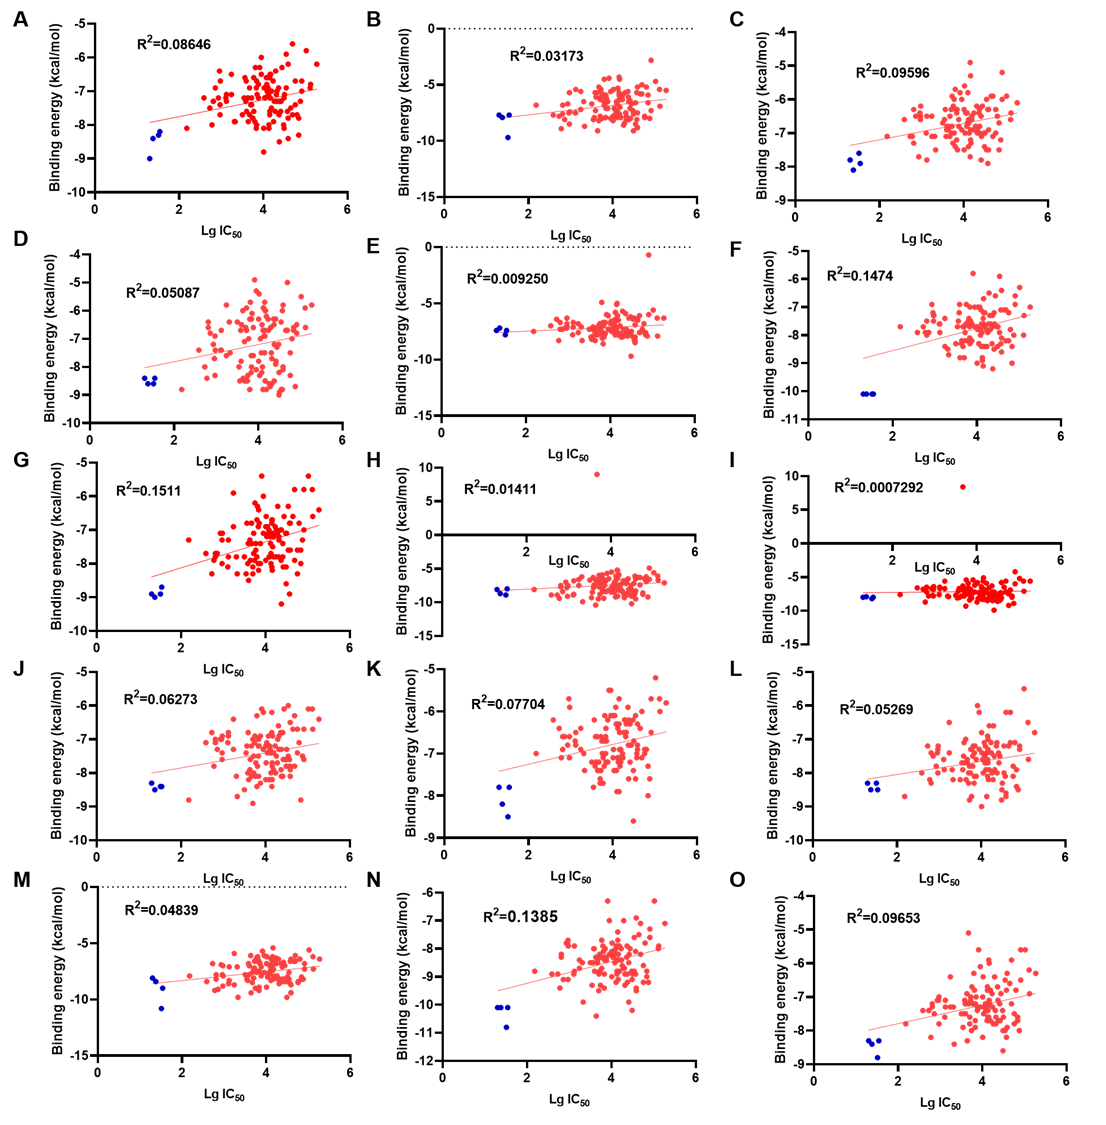 A
Binding energy (kcal/mol)
-5
-6
-7
-8
-9
-10
R²=0.08646
0 2 4 6
Lg IC₅₀
B
Binding energy (kcal/mol)
0
-5
-10
-15
R²=0.03173
0 2 4 6
Lg IC₅₀
C
Binding energy (kcal/mol)
-4
-5
-6
-7
-8
-9
R²=0.09596
0 2 4 6
Lg IC₅₀
D
Binding energy (kcal/mol)
-4
-5
-6
-7
-8
-9
-10
R²=0.05087
0 2 4 6
Lg IC₅₀
E
Binding energy (kcal/mol)
0
-5
-10
-15
R²=0.009250
0 2 4 6
Lg IC₅₀
F
Binding energy (kcal/mol)
-5
-6
-7
-8
-9
-10
-11
R²=0.1474
0 2 4 6
Lg IC₅₀
G
Binding energy (kcal/mol)
-5
-6
-7
-8
-9
-10
R²=0.1511
0 2 4 6
Lg IC₅₀
H
Binding energy (kcal/mol)
10
5
0
-5
-10
-15
R²=0.01411
2 4 6
Lg IC₅₀
I
Binding energy (kcal/mol)
10
5
0
-5
-10
-15
R²=0.0007292
2 4 6
Lg IC₅₀
J
Binding energy (kcal/mol)
-5
-6
-7
-8
-9
-10
R²=0.06273
0 2 4 6
Lg IC₅₀
K
Binding energy (kcal/mol)
-5
-6
-7
-8
-9
R²=0.07704
0 2 4 6
Lg IC₅₀
L
Binding energy (kcal/mol)
-5
-6
-7
-8
-9
-10
R²=0.05269
0 2 4 6
Lg IC₅₀
M
Binding energy (kcal/mol)
0
-5
-10
-15
R²=0.04839
0 2 4 6
Lg IC₅₀
N
Binding energy (kcal/mol)
-6
-7
-8
-9
-10
-11
-12
R²=0.1385
0 2 4 6
Lg IC₅₀
O
Binding energy (kcal/mol)
-4
-5
-6
-7
-8
-9
R²=0.09653
0 2 4 6
Lg IC₅₀